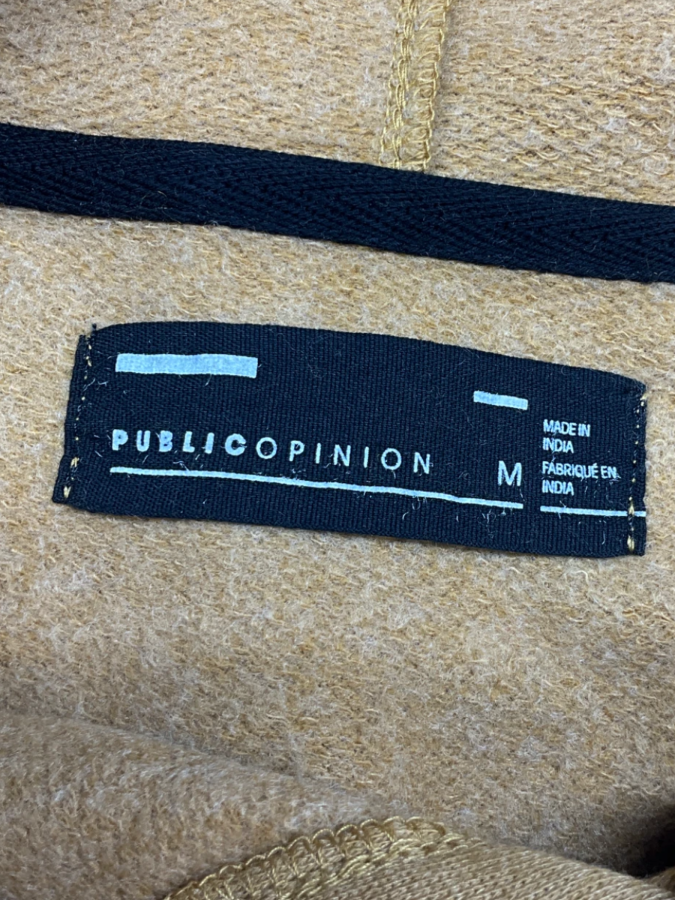 PUBLICOPINION
M
MADE IN
INDIA
FABRIQUÉ EN
INDIA